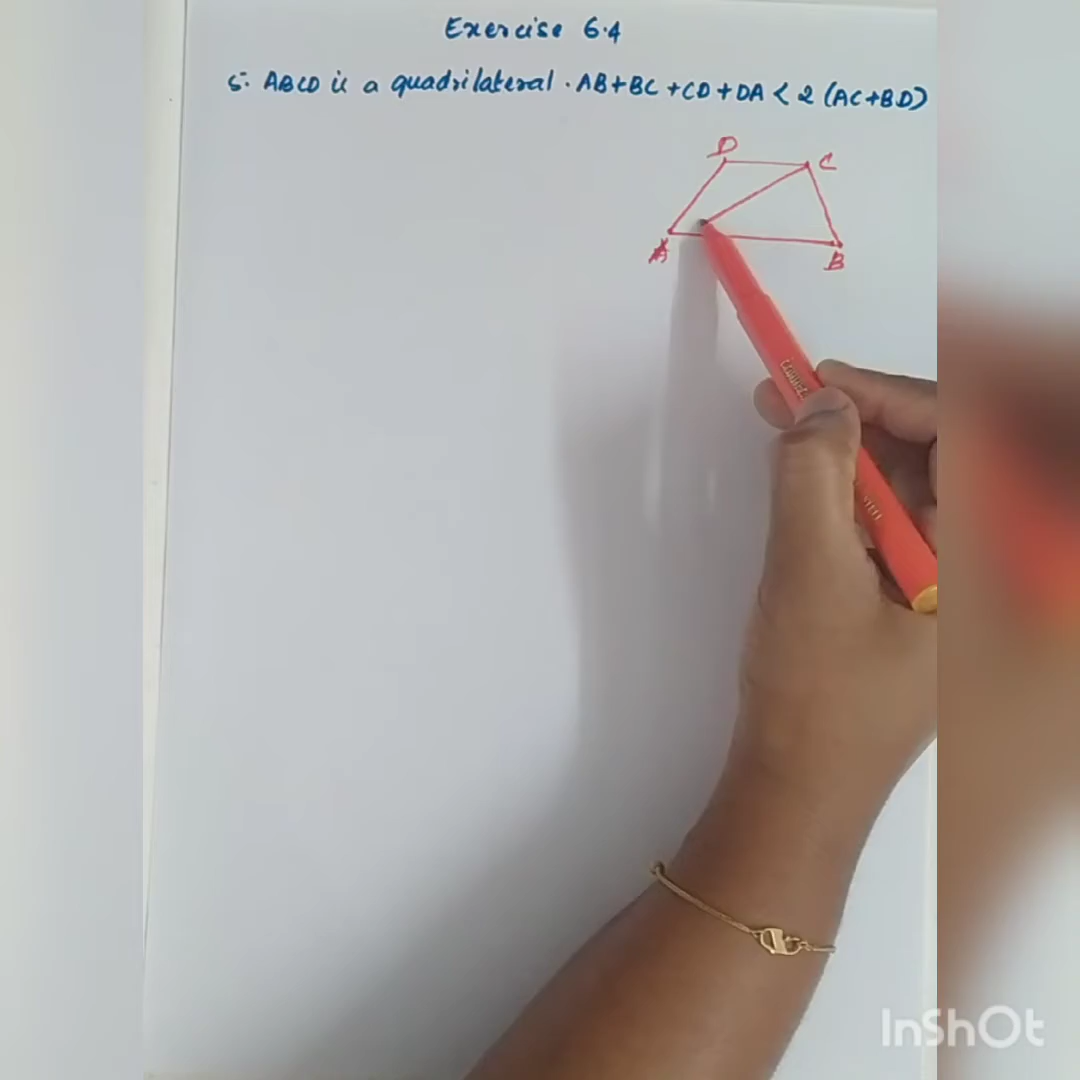 Exercise 6.4
5. ABCD is a quadrilateral . AB+BC+CD+DA < 2 (AC+BD)
D
C
A
B
InShOt